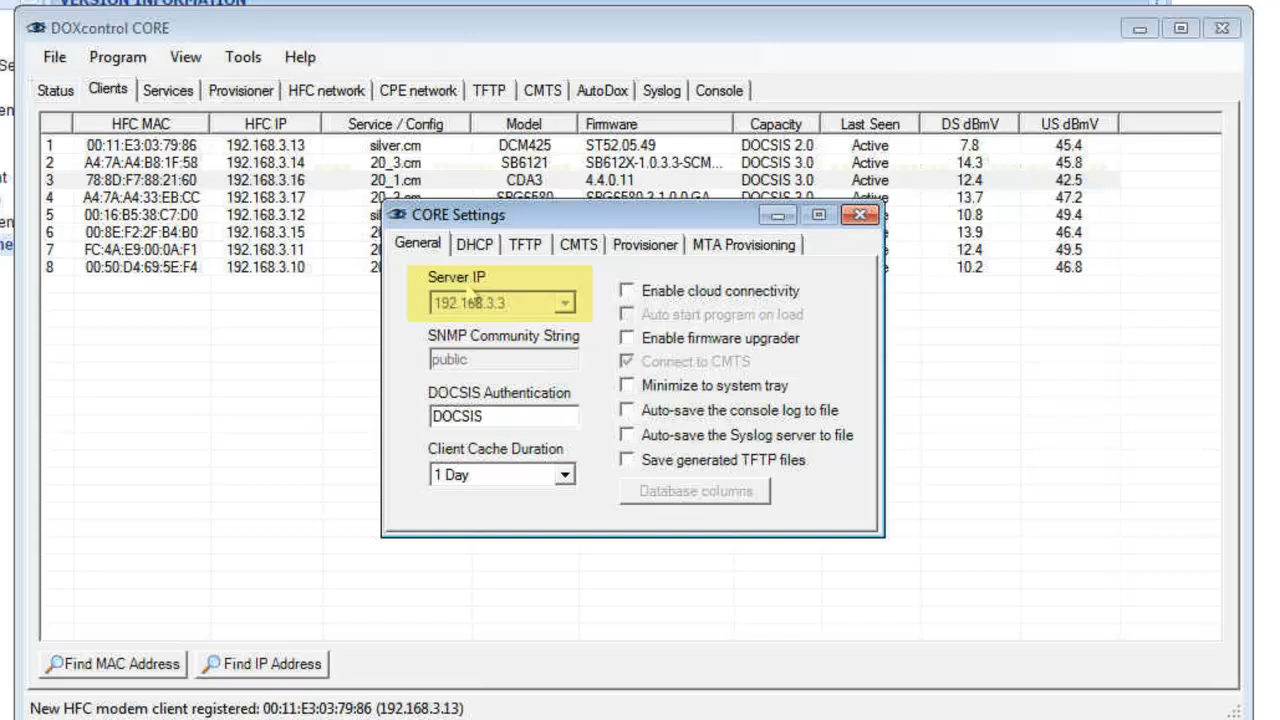 VERSION INFORMATION
DOXcontrol CORE
File Program View Tools Help
Status Clients Services Provisioner HFC network CPE network TFTP CMTS AutoDox Syslog Console
HFC MAC HFC IP Service / Config Model Firmware Capacity Last Seen DS dBmV US dBmV
1 00:11:E3:03:79:86 192.168.3.13 silver.cm DCM425 ST52.05.49 DOCSIS 2.0 Active 7.8 45.4
2 A4:7A:A4:B8:1F:58 192.168.3.14 20_3.cm SB6121 SB612X-1.0.3.3-SCM... DOCSIS 3.0 Active 14.3 45.8
3 78:8D:F7:88:21:60 192.168.3.16 20_1.cm CDA3 4.4.0.11 DOCSIS 3.0 Active 12.4 42.5
4 A4:7A:AA:33:EB:CC 192.168.3.17 20_3.cm SBG6580 DOCSIS 3.0 Active 13.7 47.2
5 00:16:B5:38:C7:D0 192.168.3.12 10.8 49.4
6 00:8E:F2:2F:B4:B0 192.168.3.15 13.9 46.4
7 FC:4A:E9:00:0A:F1 192.168.3.11 12.4 49.5
8 00:50:D4:69:5E:F4 192.168.3.10 10.2 46.8
CORE Settings
General DHCP TFTP CMTS Provisioner MTA Provisioning
Server IP
192.168.3.3
SNMP Community String
public
DOCSIS Authentication
DOCSIS
Client Cache Duration
1 Day
Enable cloud connectivity
Auto start program on load
Enable firmware upgrader
Connect to CMTS
Minimize to system tray
Auto-save the console log to file
Auto-save the Syslog server to file
Save generated TFTP files
Database columns
Find MAC Address Find IP Address
New HFC modem client registered: 00:11:E3:03:79:86 (192.168.3.13)